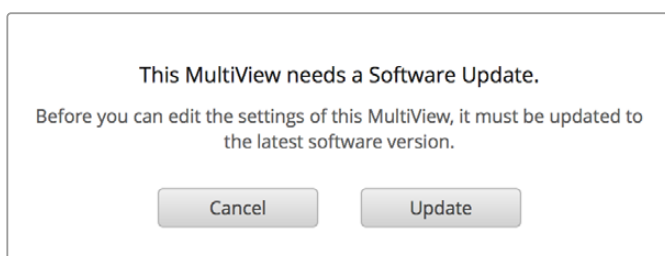 This MultiView needs a Software Update.
Before you can edit the settings of this MultiView, it must be updated to
the latest software version.
Cancel
Update